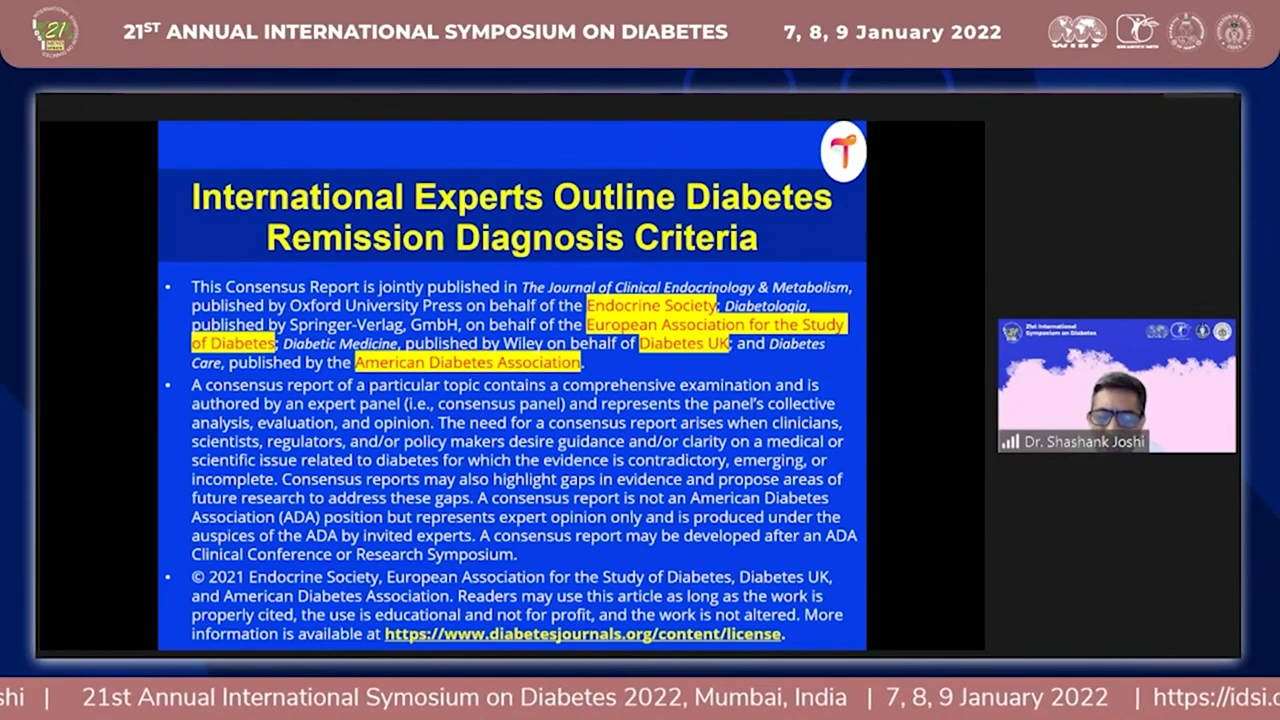 21ST ANNUAL INTERNATIONAL SYMPOSIUM ON DIABETES 7, 8, 9 January 2022
21
T
International Experts Outline Diabetes
Remission Diagnosis Criteria
• This Consensus Report is jointly published in The Journal of Clinical Endocrinology & Metabolism,
published by Oxford University Press on behalf of the Endocrine Society; Diabetologia,
published by Springer-Verlag, GmbH, on behalf of the European Association for the Study
of Diabetes; Diabetic Medicine, published by Wiley on behalf of Diabetes UK; and Diabetes
Care, published by the American Diabetes Association.
• A consensus report of a particular topic contains a comprehensive examination and is
authored by an expert panel (i.e., consensus panel) and represents the panel's collective
analysis, evaluation, and opinion. The need for a consensus report arises when clinicians,
scientists, regulators, and/or policy makers desire guidance and/or clarity on a medical or
scientific issue related to diabetes for which the evidence is contradictory, emerging, or
incomplete. Consensus reports may also highlight gaps in evidence and propose areas of
future research to address these gaps. A consensus report is not an American Diabetes
Association (ADA) position but represents expert opinion only and is produced under the
auspices of the ADA by invited experts. A consensus report may be developed after an ADA
Clinical Conference or Research Symposium.
• © 2021 Endocrine Society, European Association for the Study of Diabetes, Diabetes UK,
and American Diabetes Association. Readers may use this article as long as the work is
properly cited, the use is educational and not for profit, and the work is not altered. More
information is available at https://www.diabetesjournals.org/content/license.
21st International
Symposium on Diabetes
Dr. Shashank Joshi
shi | 21st Annual International Symosium on Diabetes 2022, Mumbai, India | 7, 8, 9 January 2022 | https://idsi.